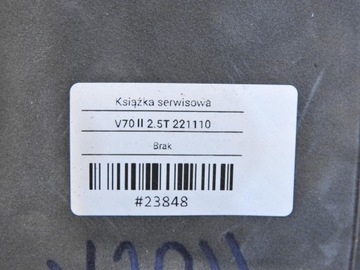 Książka serwisowa
V70 II 2.5T 221110
Brak
#23848